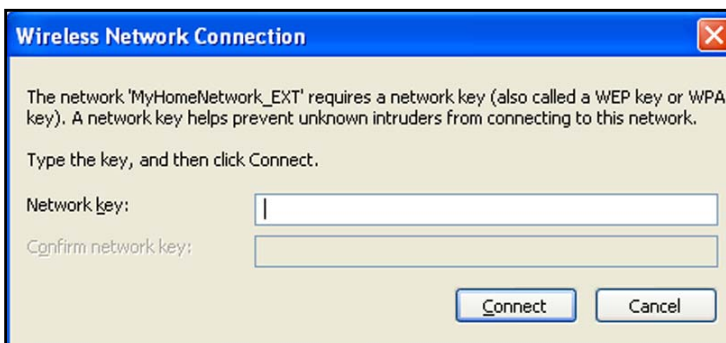 Wireless Network Connection
The network 'MyHomeNetwork_EXT' requires a network key (also called a WEP key or WPA
key). A network key helps prevent unknown intruders from connecting to this network.
Type the key, and then click Connect.
Network key:
Confirm network key:
Connect Cancel